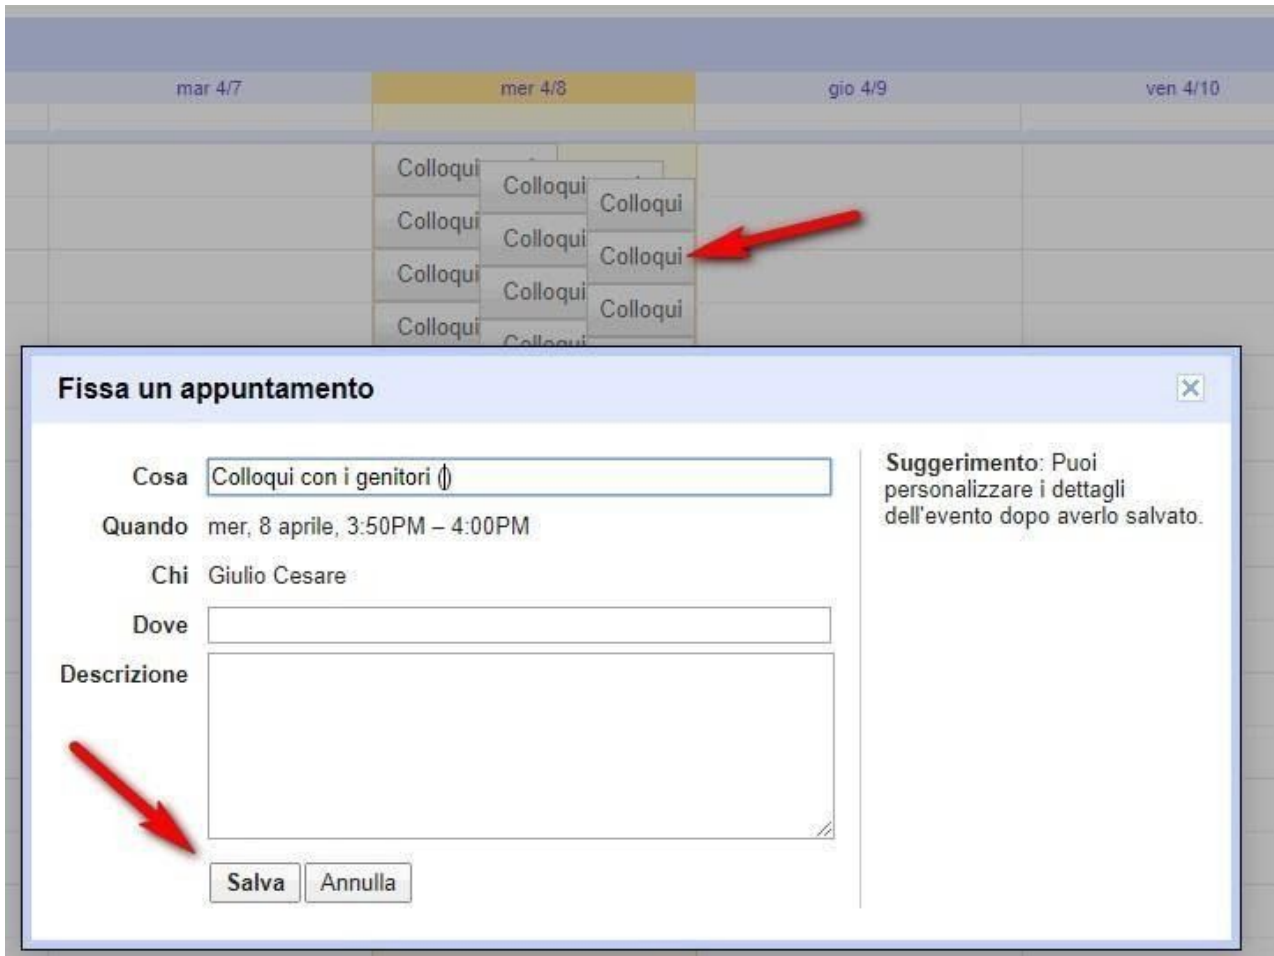 mar 4/7 mer 4/8 gio 4/9 ven 4/10
Colloqui
Colloqui
Colloqui
Colloqui
Colloqui
Colloqui
Colloqui
Colloqui
Colloqui
Colloqui
Colloqui
Fissa un appuntamento
Cosa Colloqui con i genitori ()
Quando mer, 8 aprile, 3:50PM – 4:00PM
Chi Giulio Cesare
Dove
Descrizione
Salva Annulla
Suggerimento: Puoi
personalizzare i dettagli
dell'evento dopo averlo salvato.